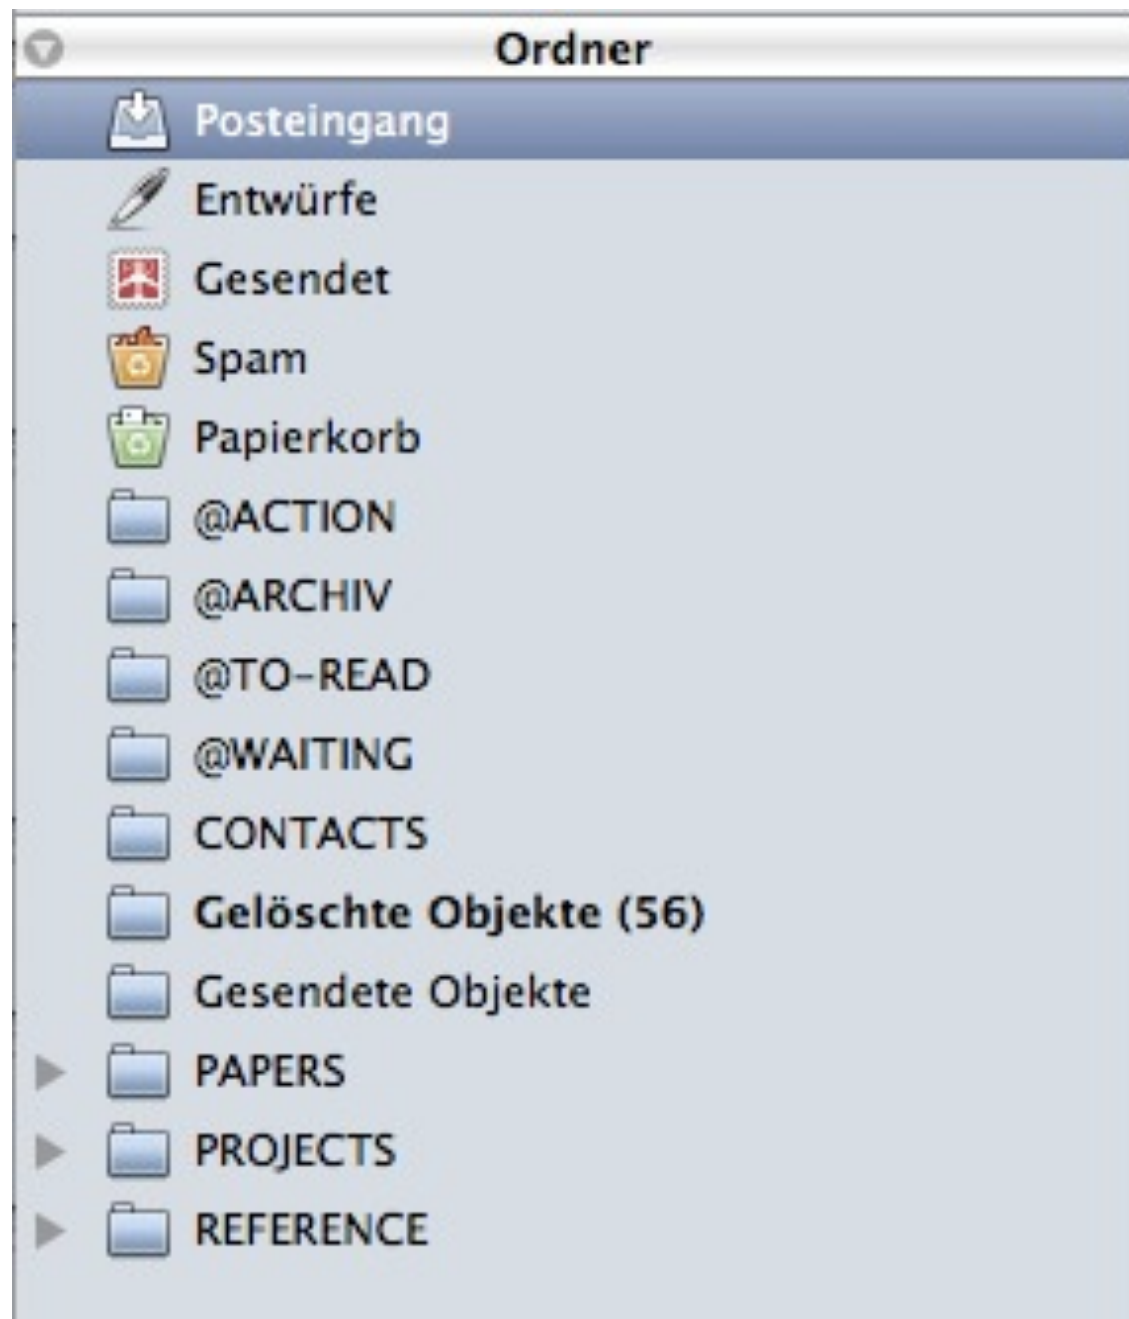 Ordner
Posteingang
Entwürfe
Gesendet
Spam
Papierkorb
@ACTION
@ARCHIV
@TO-READ
@WAITING
CONTACTS
Gelöschte Objekte (56)
Gesendete Objekte
PAPERS
PROJECTS
REFERENCE